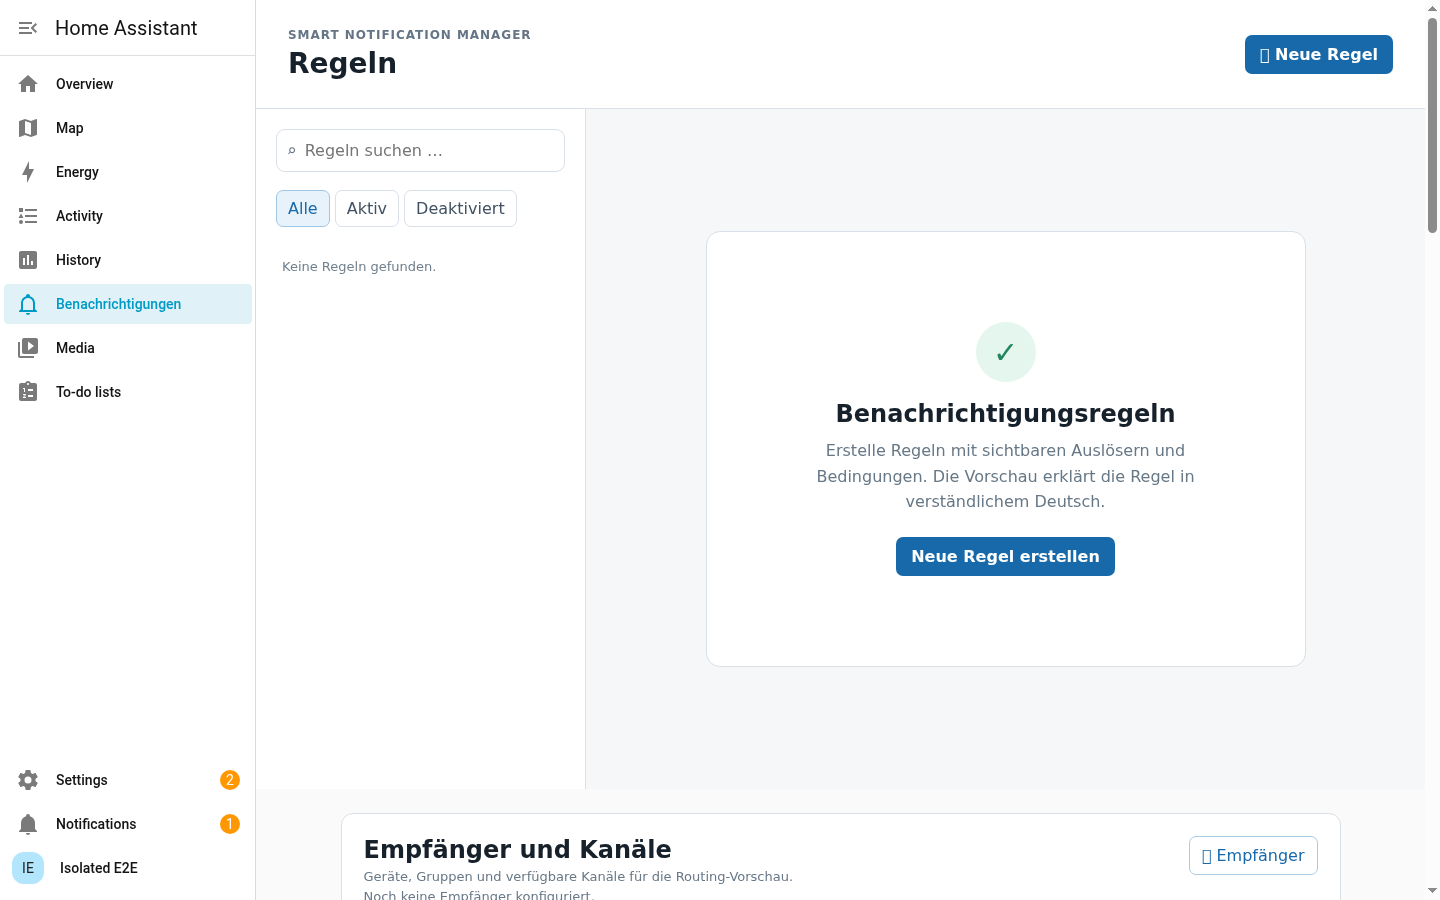 Home Assistant
Overview
Map
Energy
Activity
History
Benachrichtigungen
Media
To-do lists
Settings
2
Notifications
1
IE
Isolated E2E
SMART NOTIFICATION MANAGER
Regeln
Neue Regel
Regeln suchen ...
Alle
Aktiv
Deaktiviert
Keine Regeln gefunden.
Benachrichtigungsregeln
Erstelle Regeln mit sichtbaren Auslösern und
Bedingungen. Die Vorschau erklärt die Regel in
verständlichem Deutsch.
Neue Regel erstellen
Empfänger und Kanäle
Empfänger
Geräte, Gruppen und verfügbare Kanäle für die Routing-Vorschau.
Noch keine Empfänger konfiguriert.